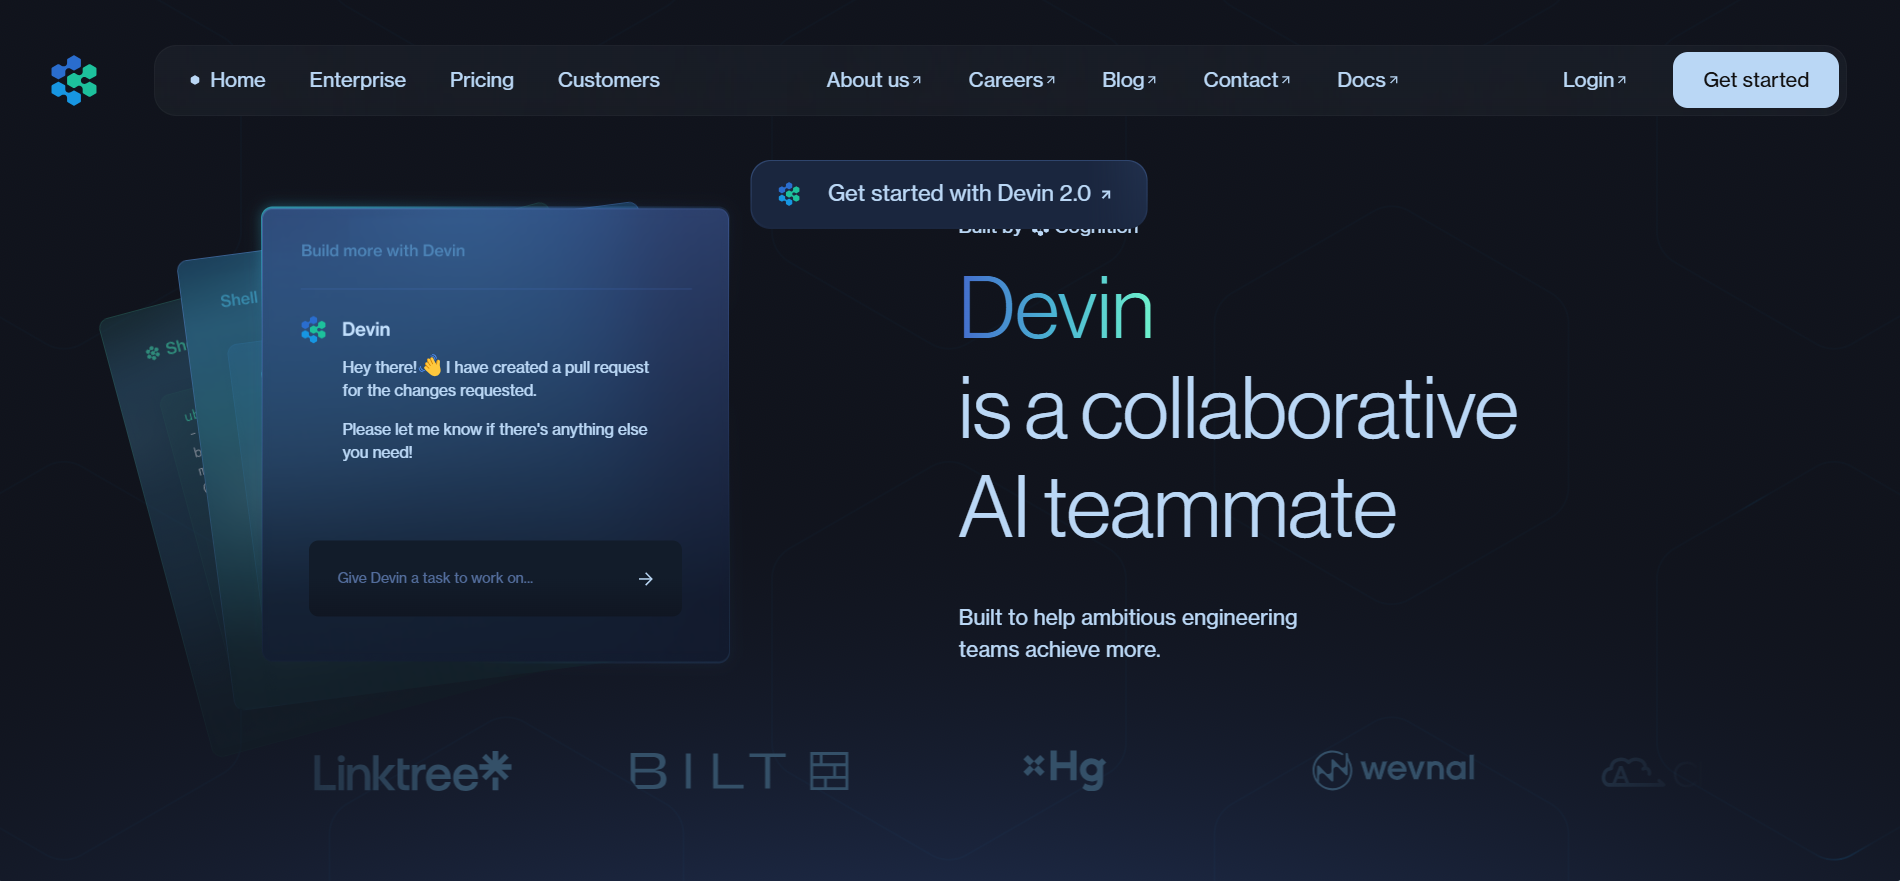 Home
Enterprise
Pricing
Customers
About us
Careers
Blog
Contact
Docs
Login
Get started
Get started with Devin 2.0
Built by Cognition
Build more with Devin
Shell
Devin
Hey there! 👋 I have created a pull request
for the changes requested.
Please let me know if there's anything else
you need!
Give Devin a task to work on...
Devin
is a collaborative
AI teammate
Built to help ambitious engineering
teams achieve more.
Linktree
BILT
Hg
wevnal